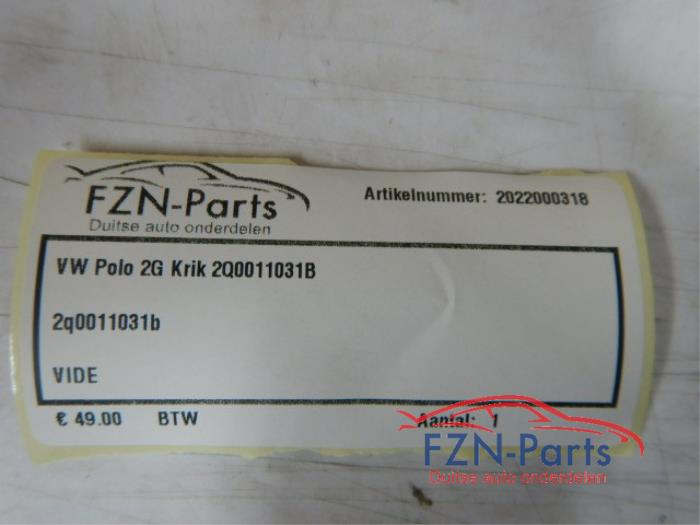 FZN-Parts
Duitse auto onderdelen
Artikelnummer: 2022000318
VW Polo 2G Krik 2Q0011031B
2q0011031b
VIDE
€ 49.00 BTW Aantal: 1
FZN-Parts
Duitse auto onderdelen